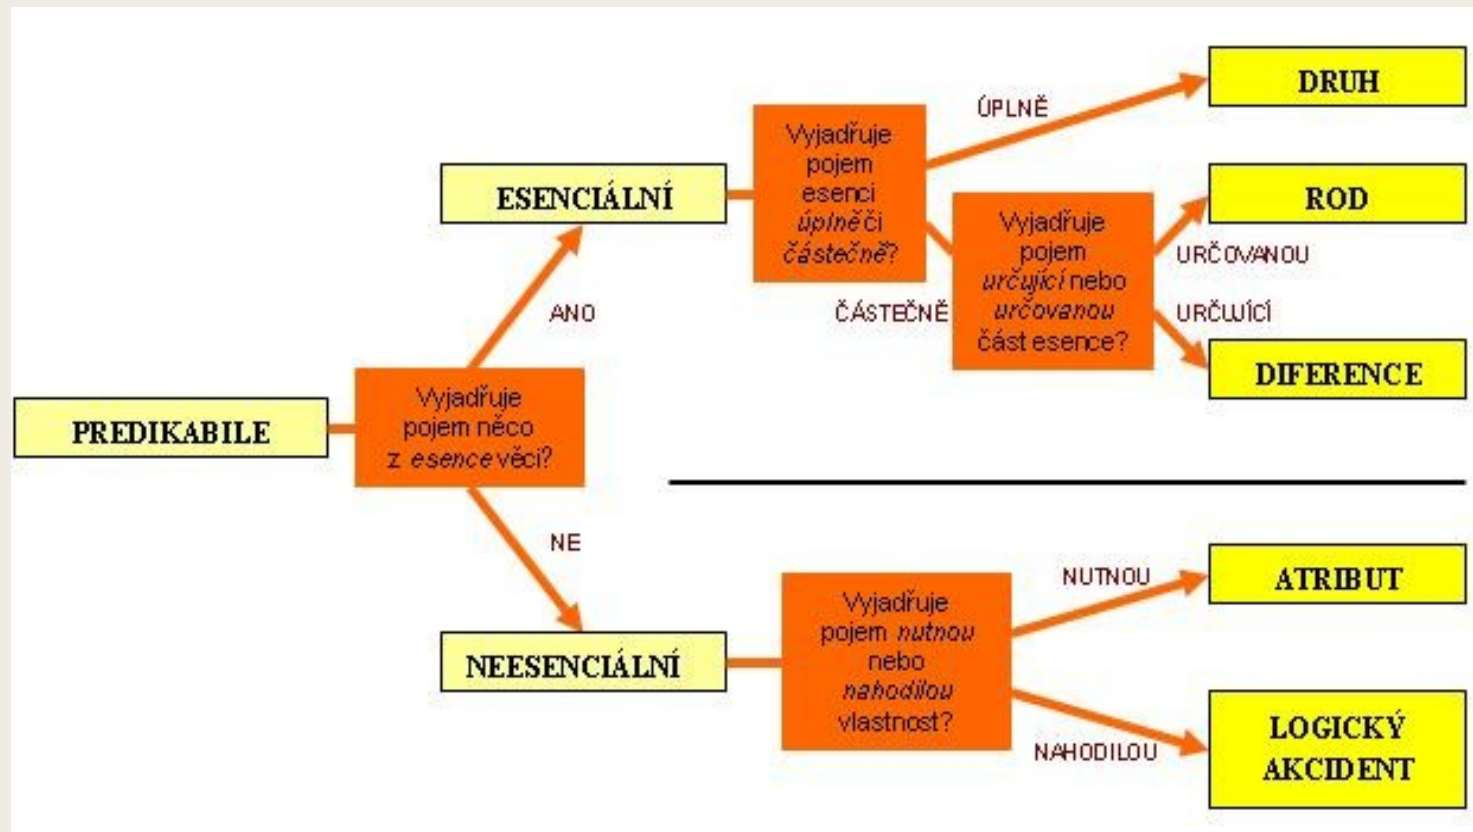 PREDIKABILE
Vyjadřuje
pojem něco
z esence věci?
ANO
ESENCIÁLNÍ
Vyjadřuje
pojem
esenci
úplně či
částečně?
ÚPLNĚ
DRUH
ČÁSTEČNĚ
Vyjadřuje
pojem
určující nebo
určovanou
část esence?
URČOVANOU
ROD
URČUJÍCÍ
DIFERENCE
NE
NEESENCIÁLNÍ
Vyjadřuje
pojem nutnou
nebo
nahodilou
vlastnost?
NUTNOU
ATRIBUT
NAHODILOU
LOGICKÝ
AKCIDENT